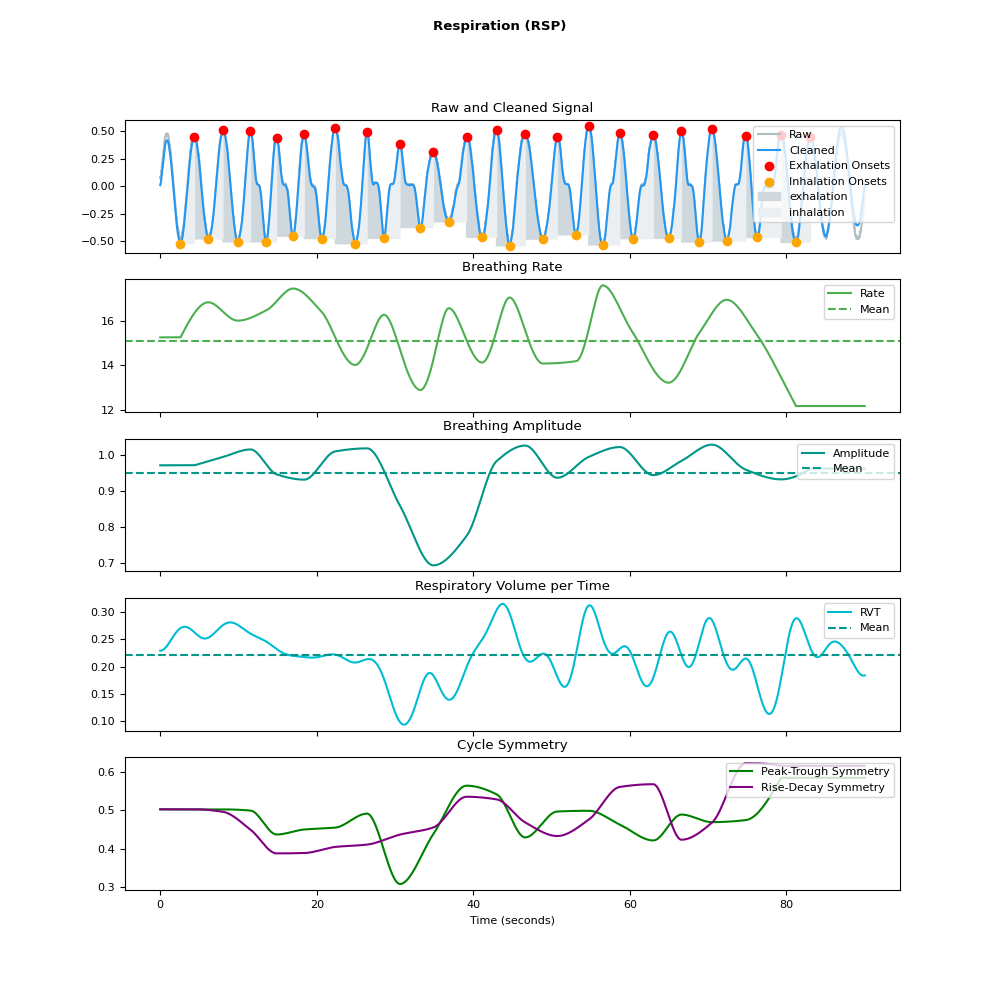 Respiration (RSP)
Raw and Cleaned Signal
0.50
0.25
0.00
−0.25
−0.50
Raw
Cleaned
Exhalation Onsets
Inhalation Onsets
exhalation
inhalation
Breathing Rate
16
14
12
Rate
Mean
Breathing Amplitude
1.0
0.9
0.8
0.7
Amplitude
Mean
Respiratory Volume per Time
0.30
0.25
0.20
0.15
0.10
RVT
Mean
Cycle Symmetry
0.6
0.5
0.4
0.3
Peak-Trough Symmetry
Rise-Decay Symmetry
0 20 40 60 80
Time (seconds)